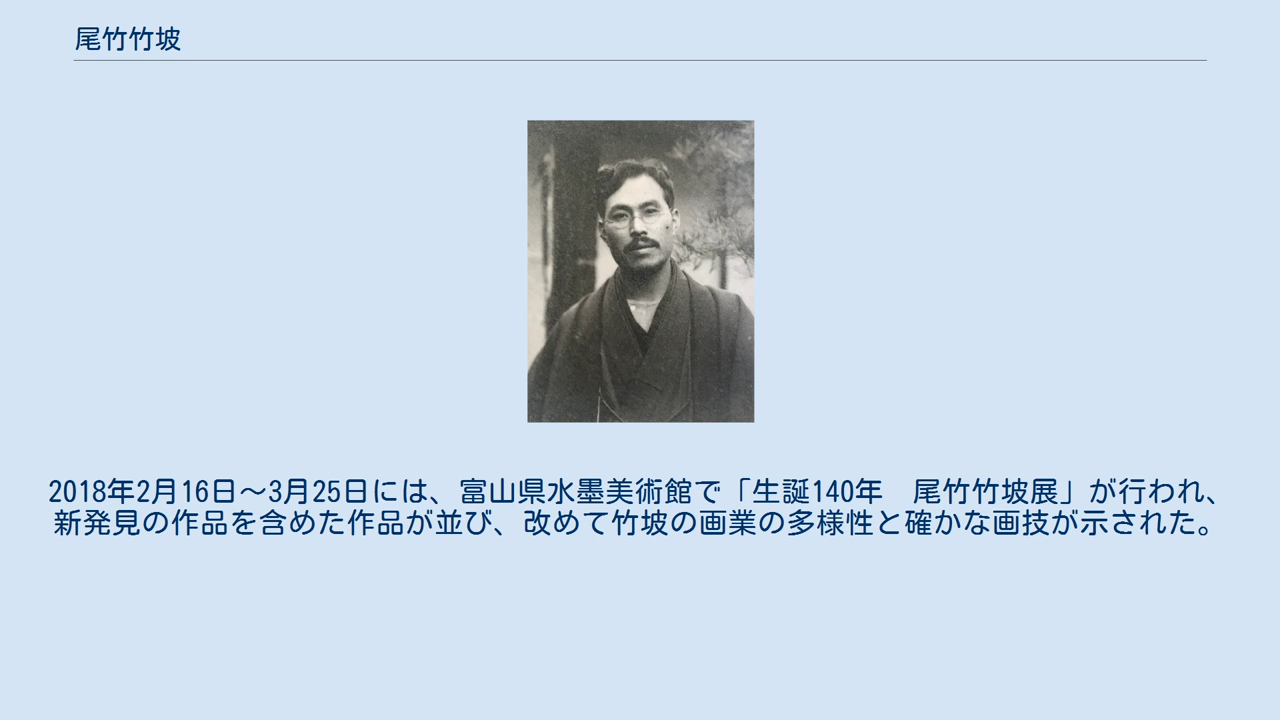 尾竹竹坡
2018年2月16日～3月25日には、富山県水墨美術館で「生誕140年　尾竹竹坡展」が行われ、
新発見の作品を含めた作品が並び、改めて竹坡の画業の多様性と確かな画技が示された。